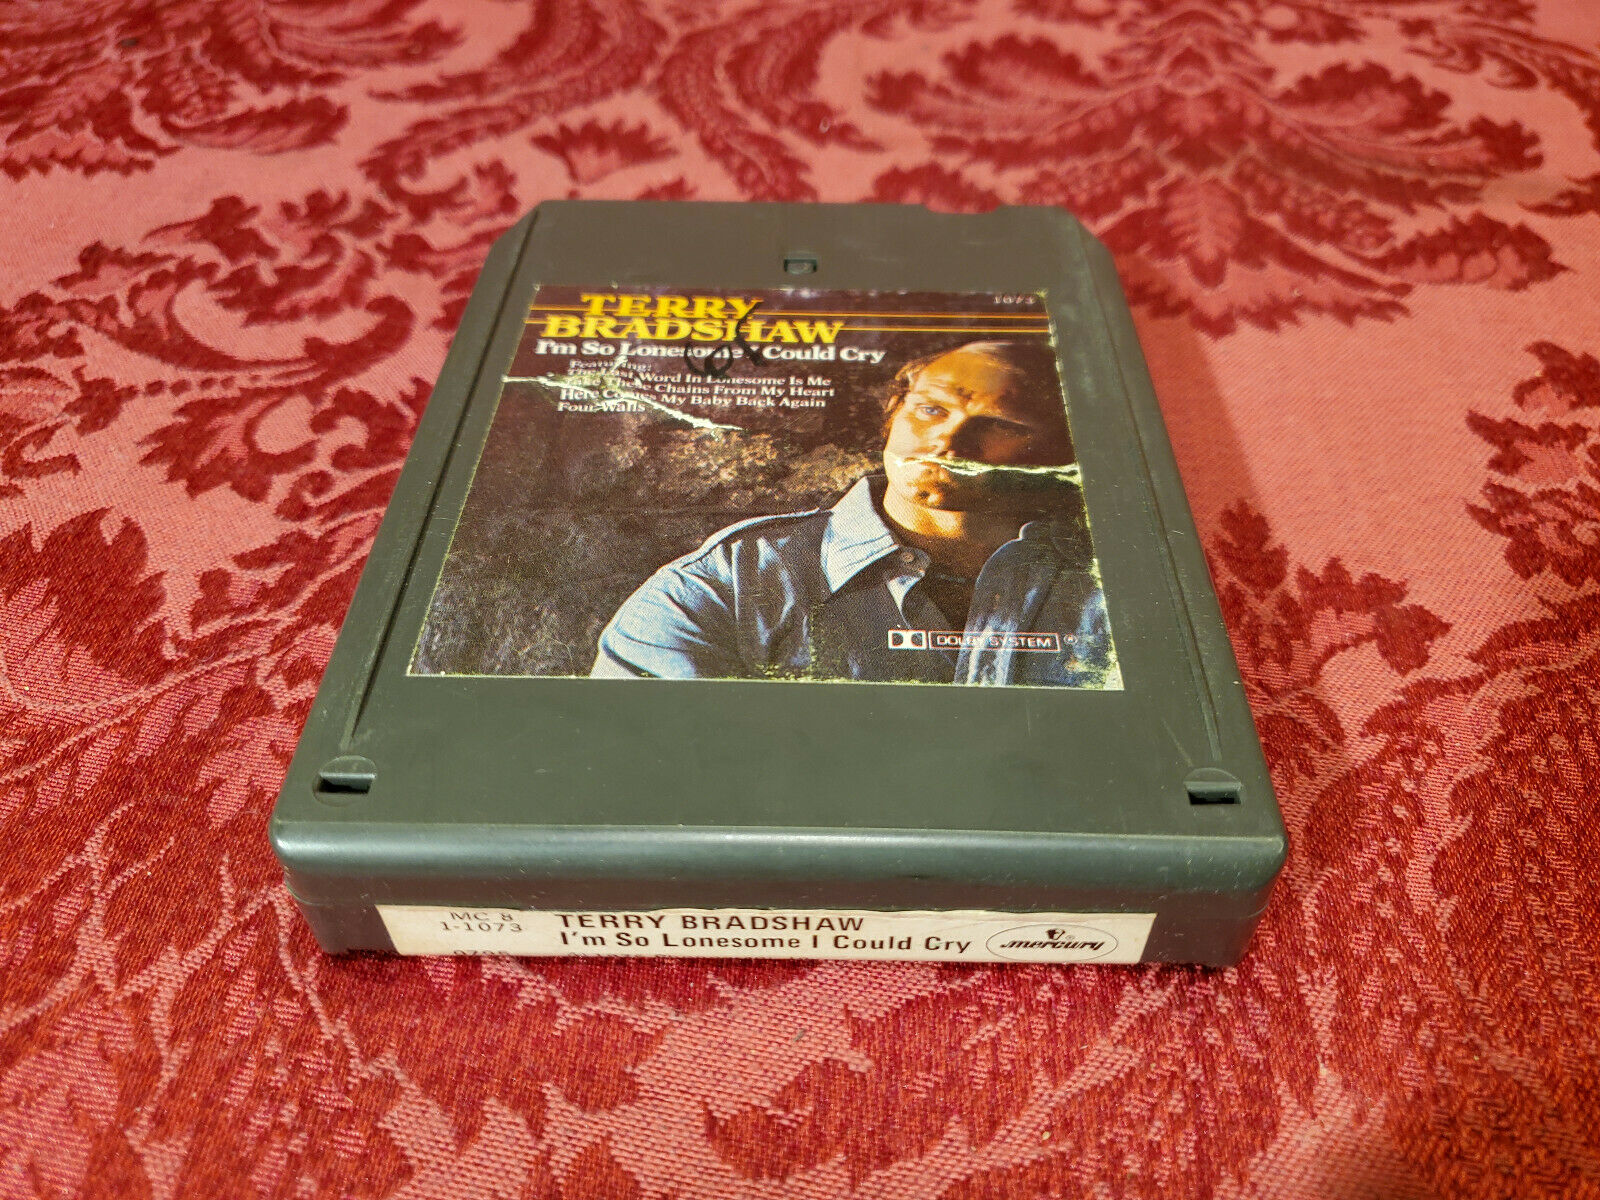 1073
TERRY
BRADSHAW
I'm So Lonesome I Could Cry
Featuring:
The Last Word In Lonesome Is Me
Take These Chains From My Heart
Here Comes My Baby Back Again
Four Walls
DOLBY SYSTEM ®
MC 8
1-1073
TERRY BRADSHAW
I'm So Lonesome I Could Cry
mercury